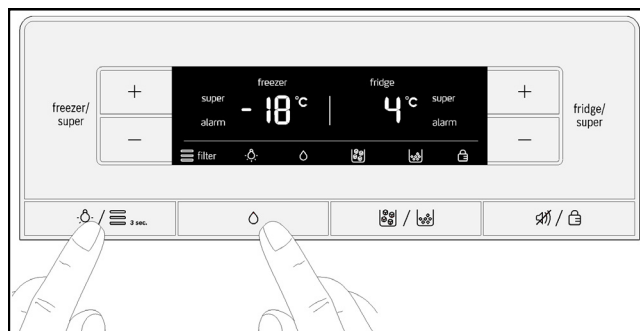 freezer/
super
+
−
freezer
super
-18°C
alarm
fridge
4°C
super
alarm
filter
+
−
fridge/
super
/
3 sec.
/
/